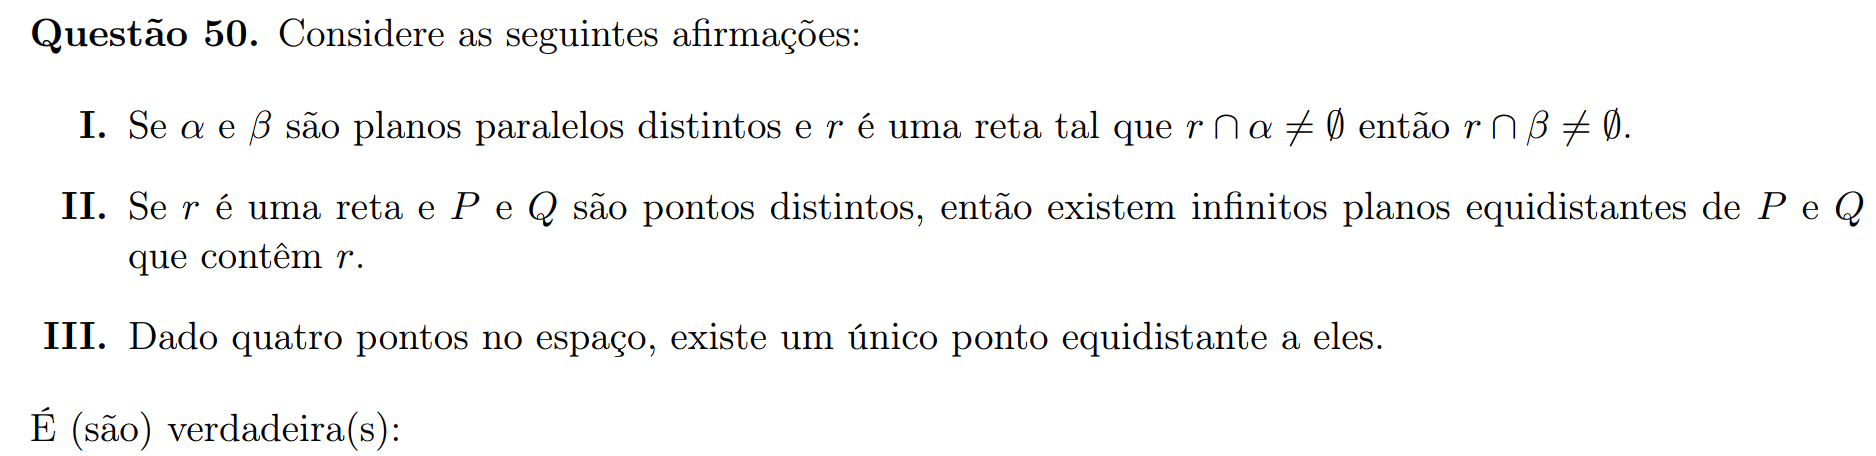 Questão 50. Considere as seguintes afirmações:
I. Se α e β são planos paralelos distintos e r é uma reta tal que r ∩ α ≠ ∅ então r ∩ β ≠ ∅.
II. Se r é uma reta e P e Q são pontos distintos, então existem infinitos planos equidistantes de P e Q
que contêm r.
III. Dado quatro pontos no espaço, existe um único ponto equidistante a eles.
É (são) verdadeira(s):